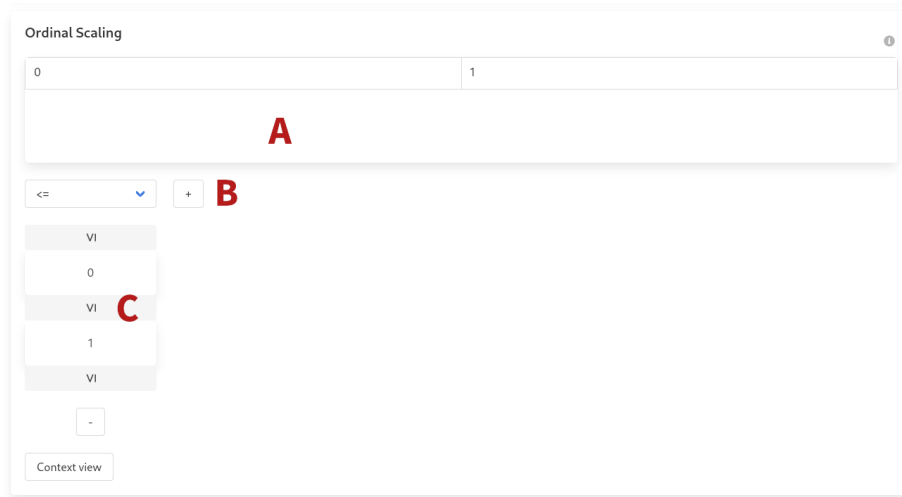 Ordinal Scaling
i
0 1
A
<= + B
VI
0
VI C
1
VI
-
Context view